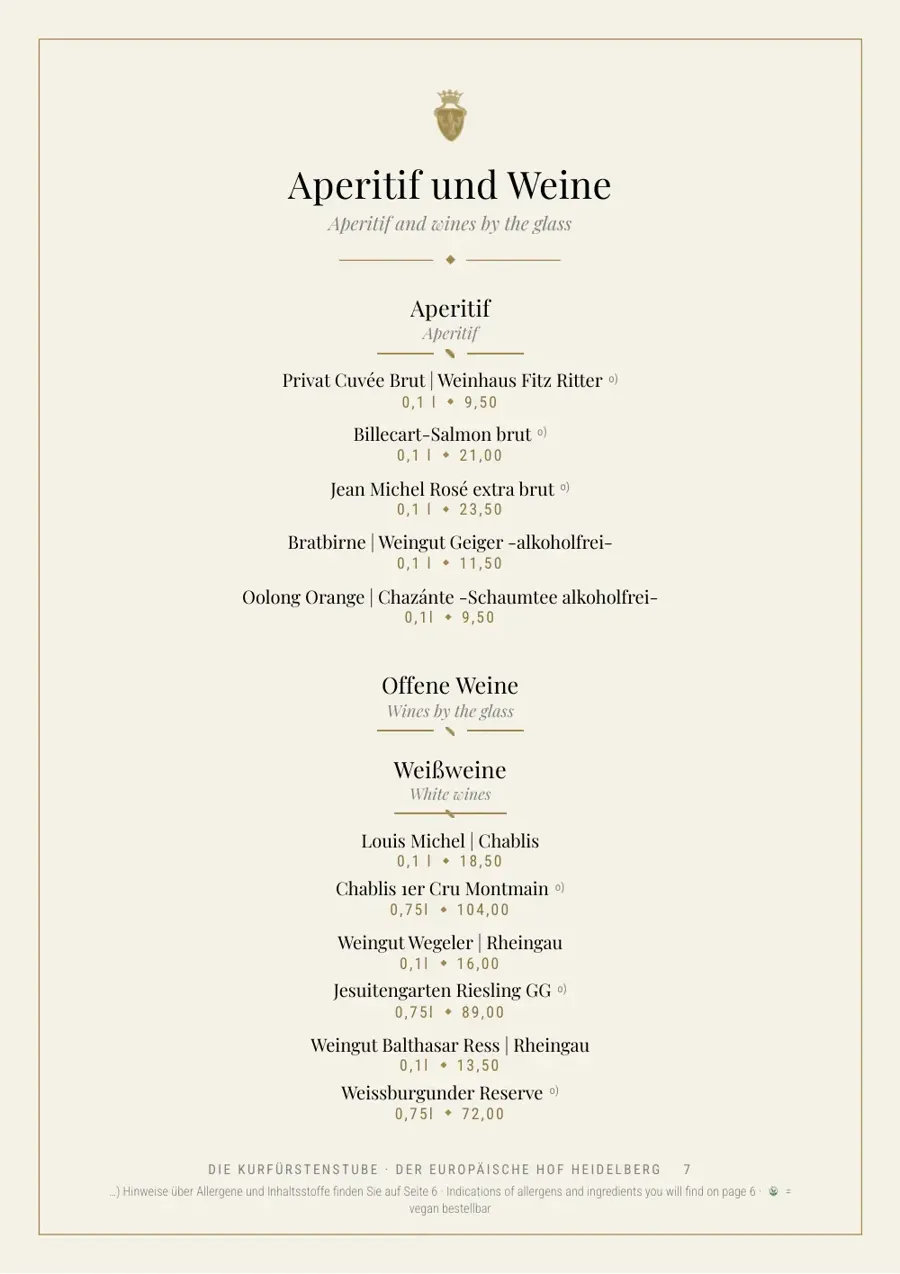 Aperitif und Weine
Aperitif and wines by the glass
Aperitif
Aperitif
Privat Cuvée Brut | Weinhaus Fitz Ritter o)
0,1 l ◆ 9,50
Billecart-Salmon brut o)
0,1 l ◆ 21,00
Jean Michel Rosé extra brut o)
0,1 l ◆ 23,50
Bratbirne | Weingut Geiger -alkoholfrei-
0,1 l ◆ 11,50
Oolong Orange | Chazánte -Schaumtee alkoholfrei-
0,1l ◆ 9,50
Offene Weine
Wines by the glass
Weißweine
White wines
Louis Michel | Chablis
0,1 l ◆ 18,50
Chablis 1er Cru Montmain o)
0,75l ◆ 104,00
Weingut Wegeler | Rheingau
0,1l ◆ 16,00
Jesuitengarten Riesling GG o)
0,75l ◆ 89,00
Weingut Balthasar Ress | Rheingau
0,1l ◆ 13,50
Weissburgunder Reserve o)
0,75l ◆ 72,00
DIE KURFÜRSTENSTUBE · DER EUROPÄISCHE HOF HEIDELBERG 7
...) Hinweise über Allergene und Inhaltsstoffe finden Sie auf Seite 6 · Indications of allergens and ingredients you will find on page 6 · =
vegan bestellbar